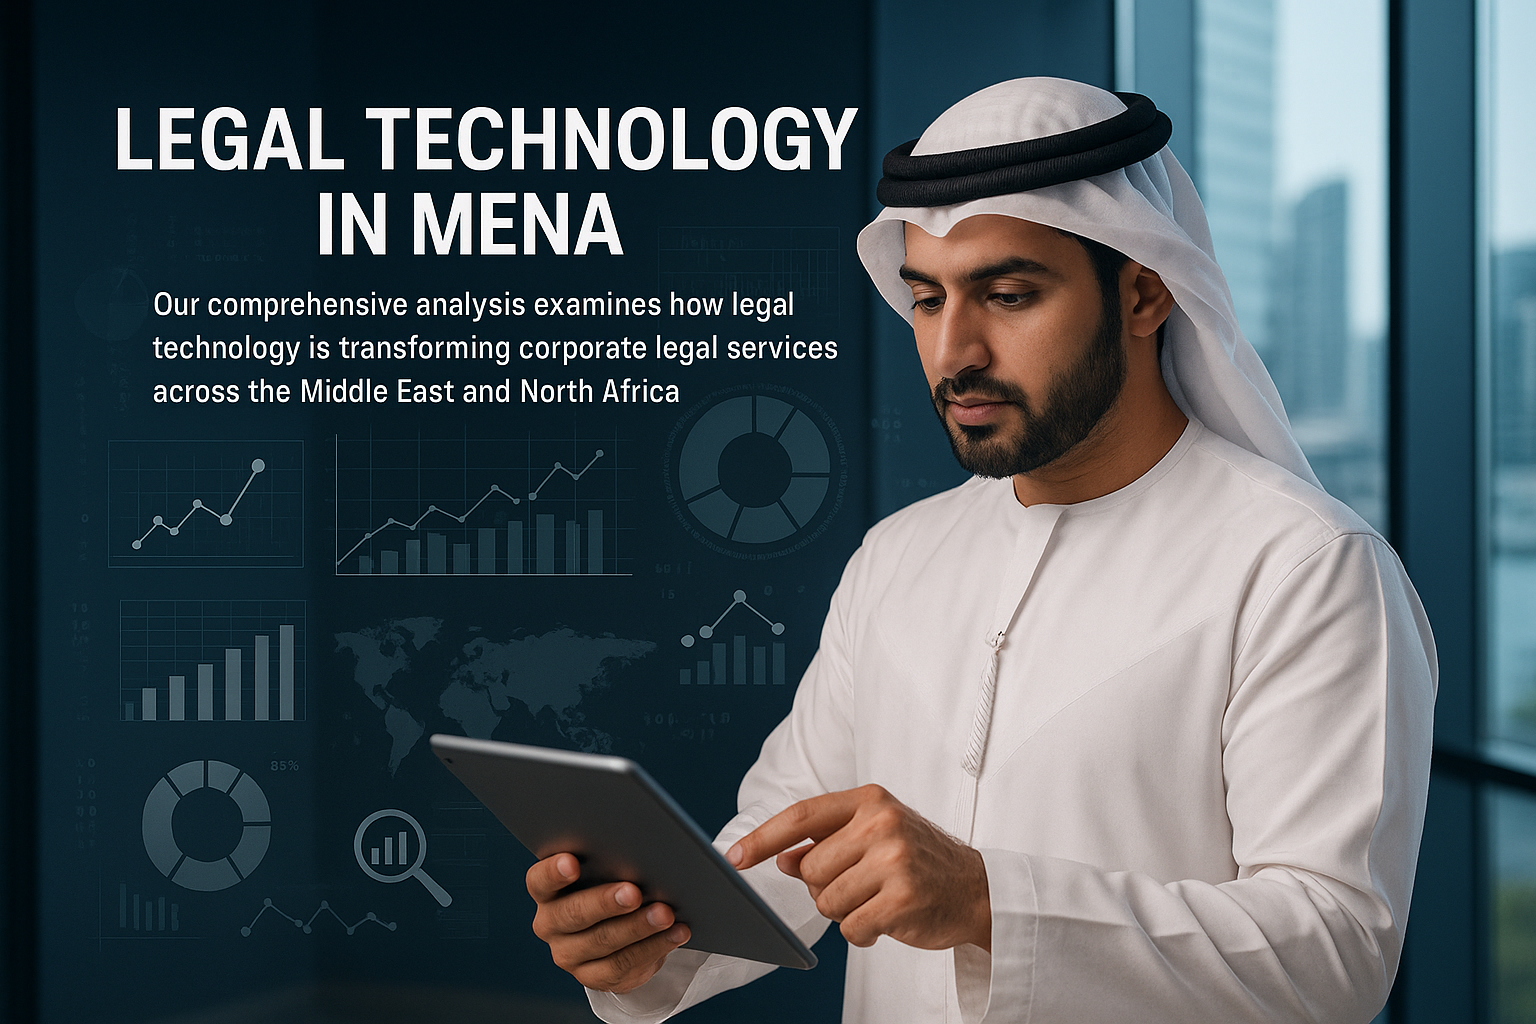 LEGAL TECHNOLOGY
IN MENA
Our comprehensive analysis examines how legal
technology is transforming corporate legal services
across the Middle East and North Africa
85%